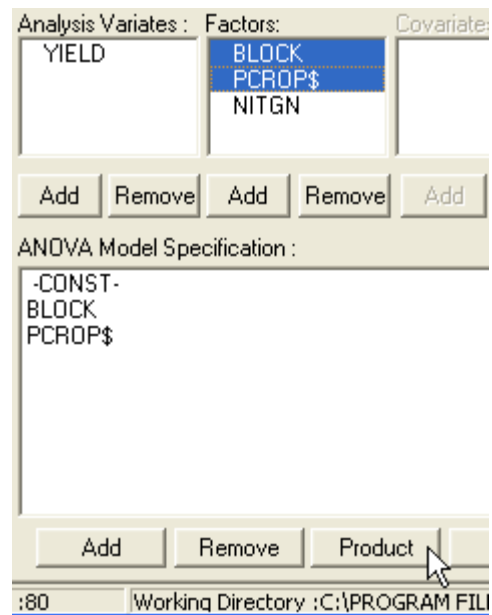 Analysis Variates : Factors: Covariates
YIELD BLOCK
PCROP$
NITGN
Add Remove Add Remove Add
ANOVA Model Specification :
-CONST-
BLOCK
PCROP$
Add Remove Product
:80 Working Directory :C:\PROGRAM FIL